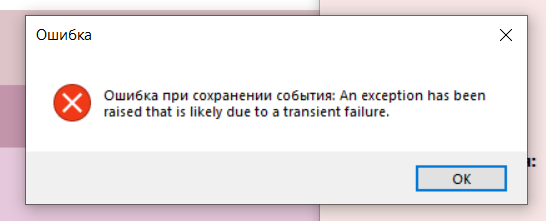 Ошибка
Ошибка при сохранении события: An exception has been
raised that is likely due to a transient failure.
OK